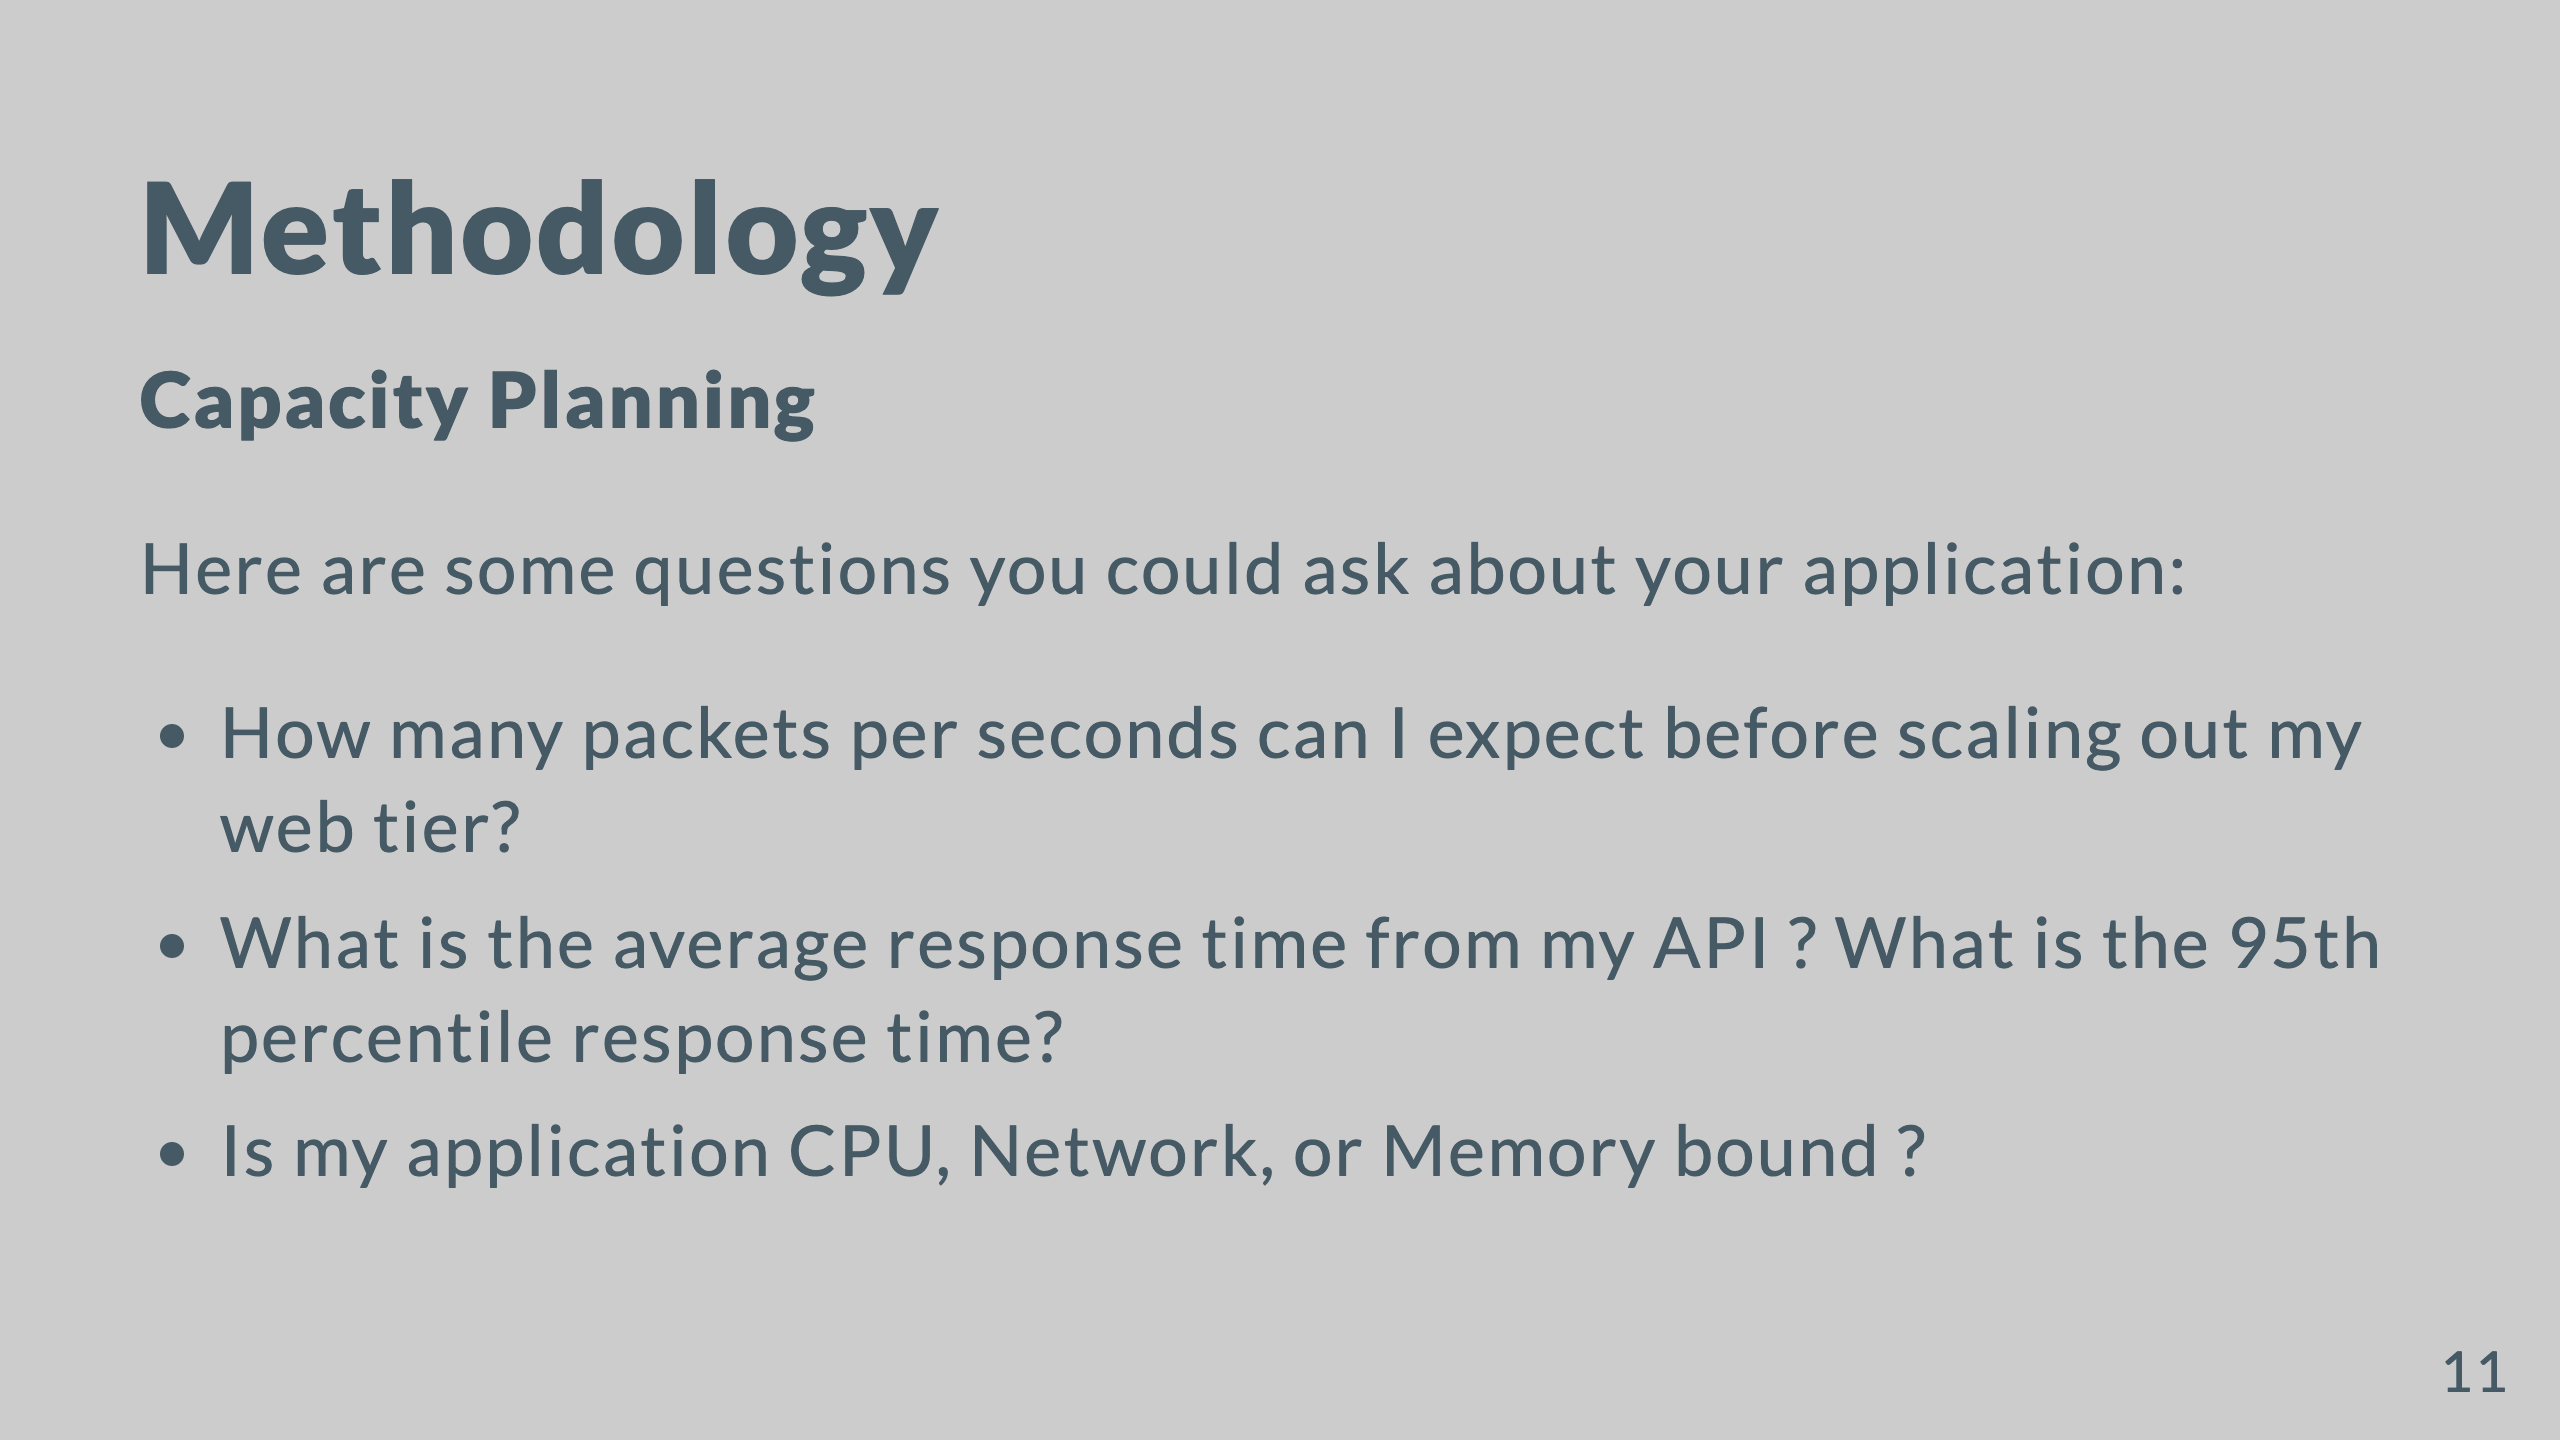 Methodology
Capacity Planning
Here are some questions you could ask about your application:
• How many packets per seconds can I expect before scaling out my
web tier?
• What is the average response time from my API ? What is the 95th
percentile response time?
• Is my application CPU, Network, or Memory bound ?
11